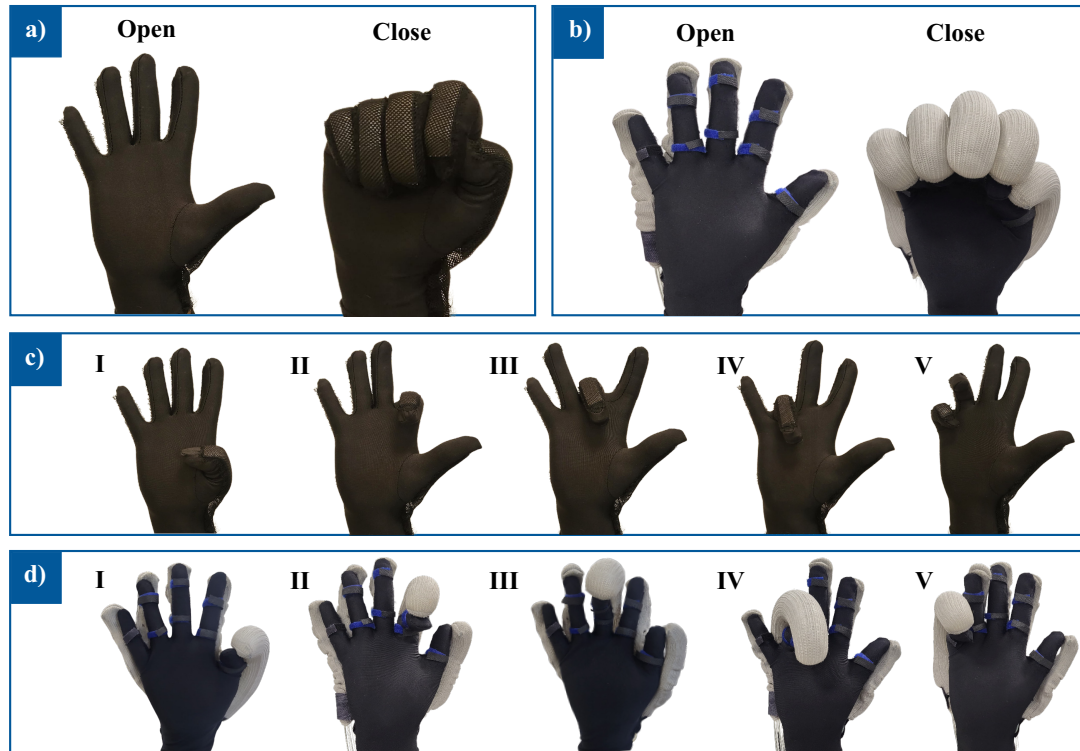 a) Open Close
b) Open Close
c) I II III IV V
d) I II III IV V